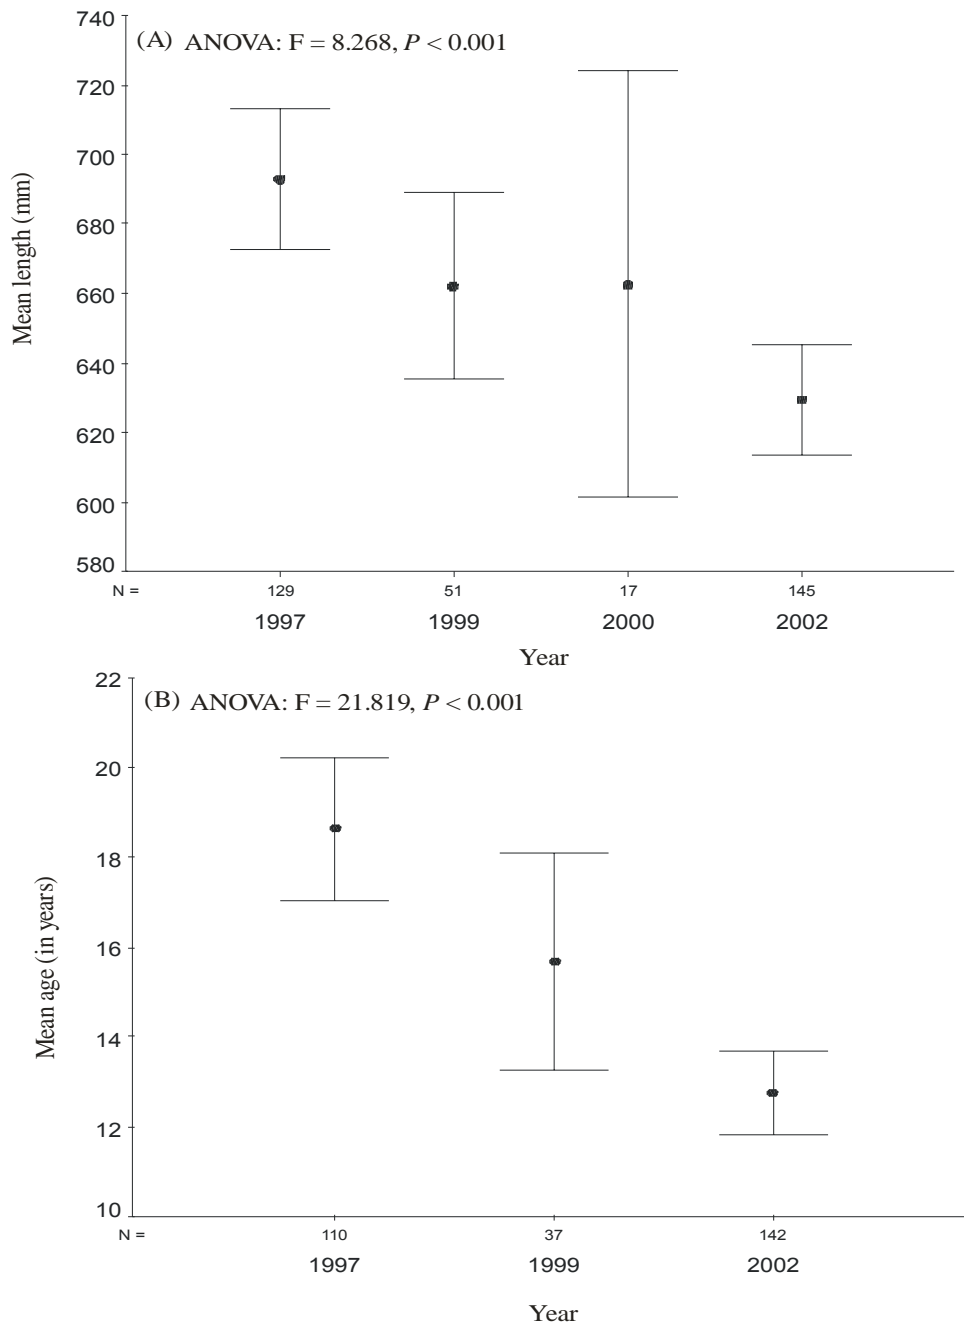 (A) ANOVA: F = 8.268, P < 0.001
740
720
700
680
660
640
620
600
580
Mean length (mm)
N = 129 51 17 145
1997 1999 2000 2002
Year
(B) ANOVA: F = 21.819, P < 0.001
22
20
18
16
14
12
10
Mean age (in years)
N = 110 37 142
1997 1999 2002
Year